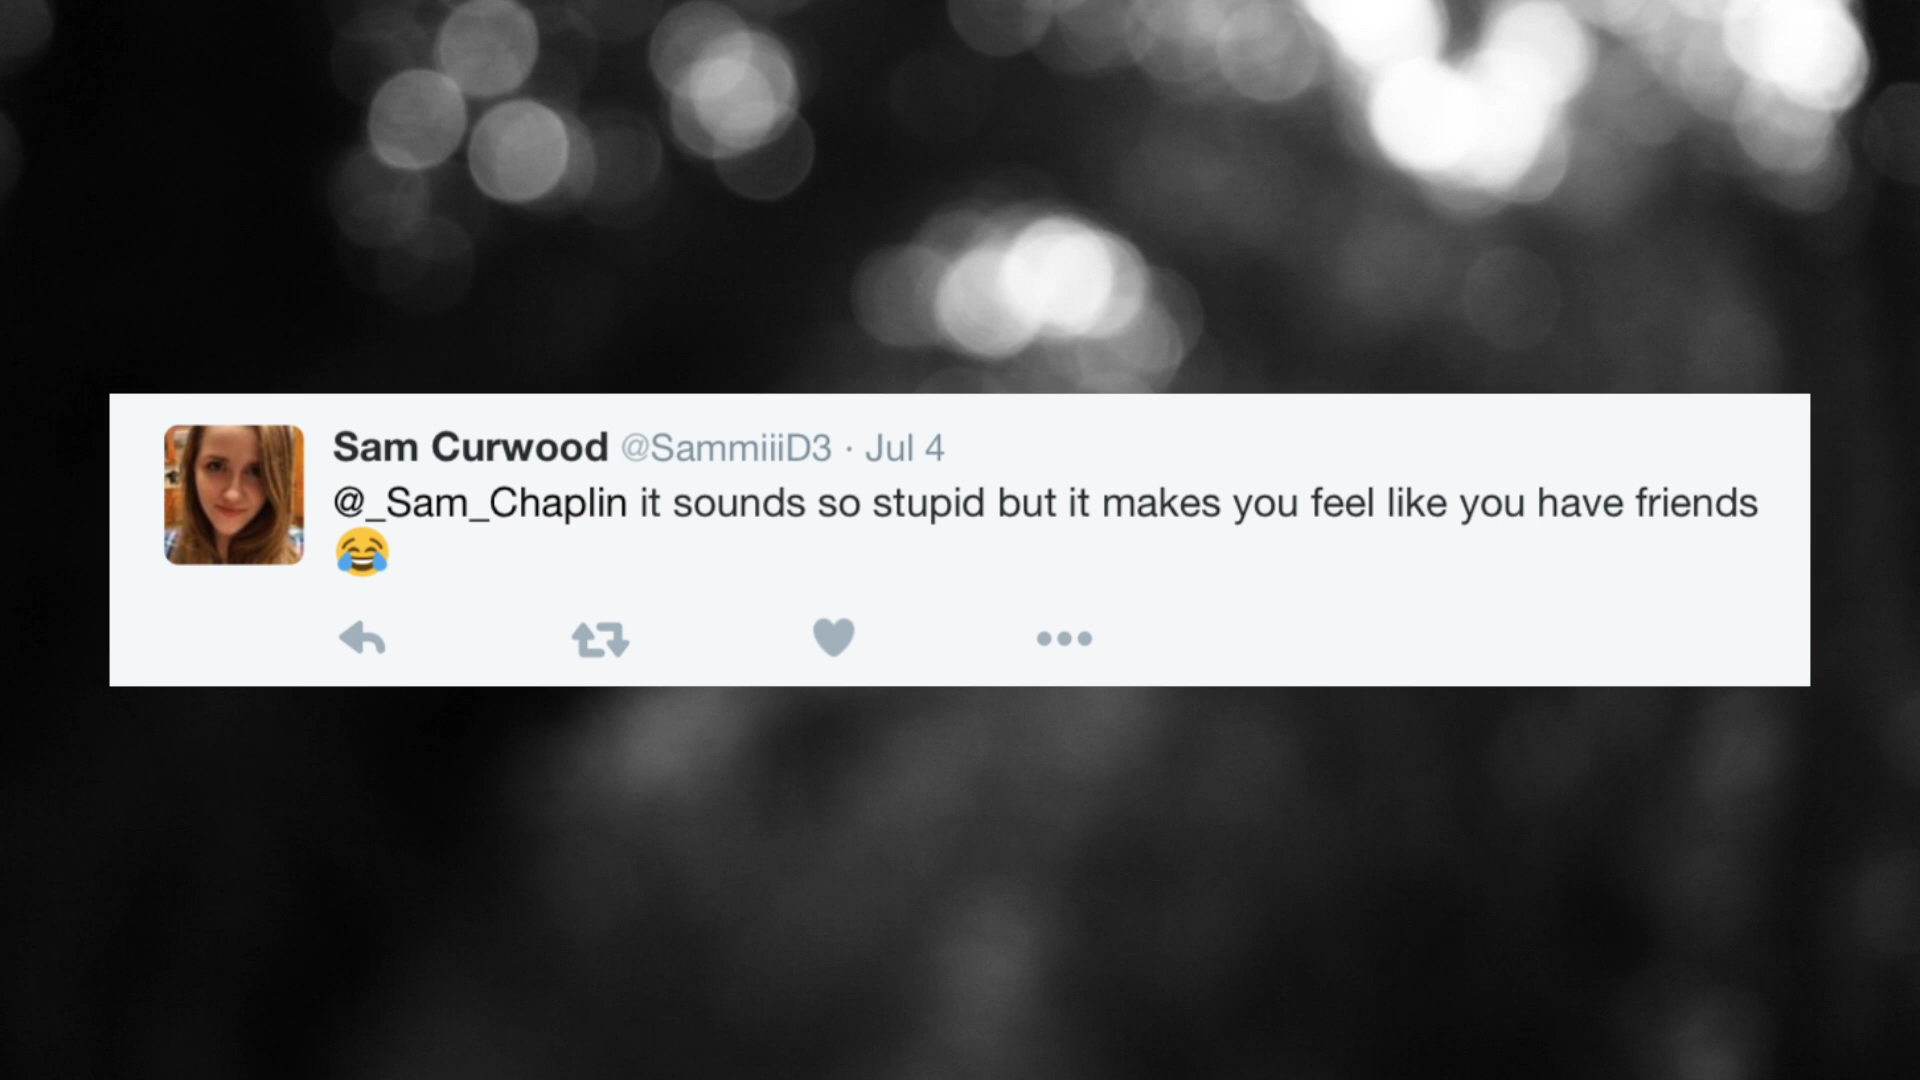 Sam Curwood @SammiiiD3 · Jul 4
@_Sam_Chaplin it sounds so stupid but it makes you feel like you have friends
😂